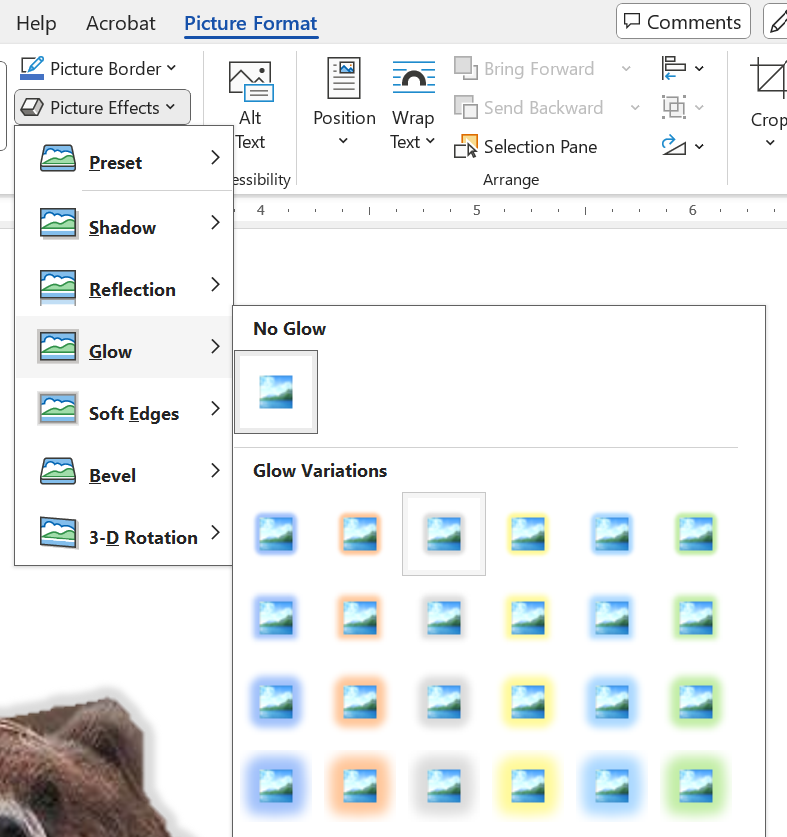 Help Acrobat Picture Format Comments
Picture Border
Picture Effects
Alt
Text
Position
Wrap
Text
Bring Forward
Send Backward
Selection Pane
Arrange
Crop
4 5 6
Preset
Shadow
Reflection
Glow
Soft Edges
Bevel
3-D Rotation
No Glow
Glow Variations